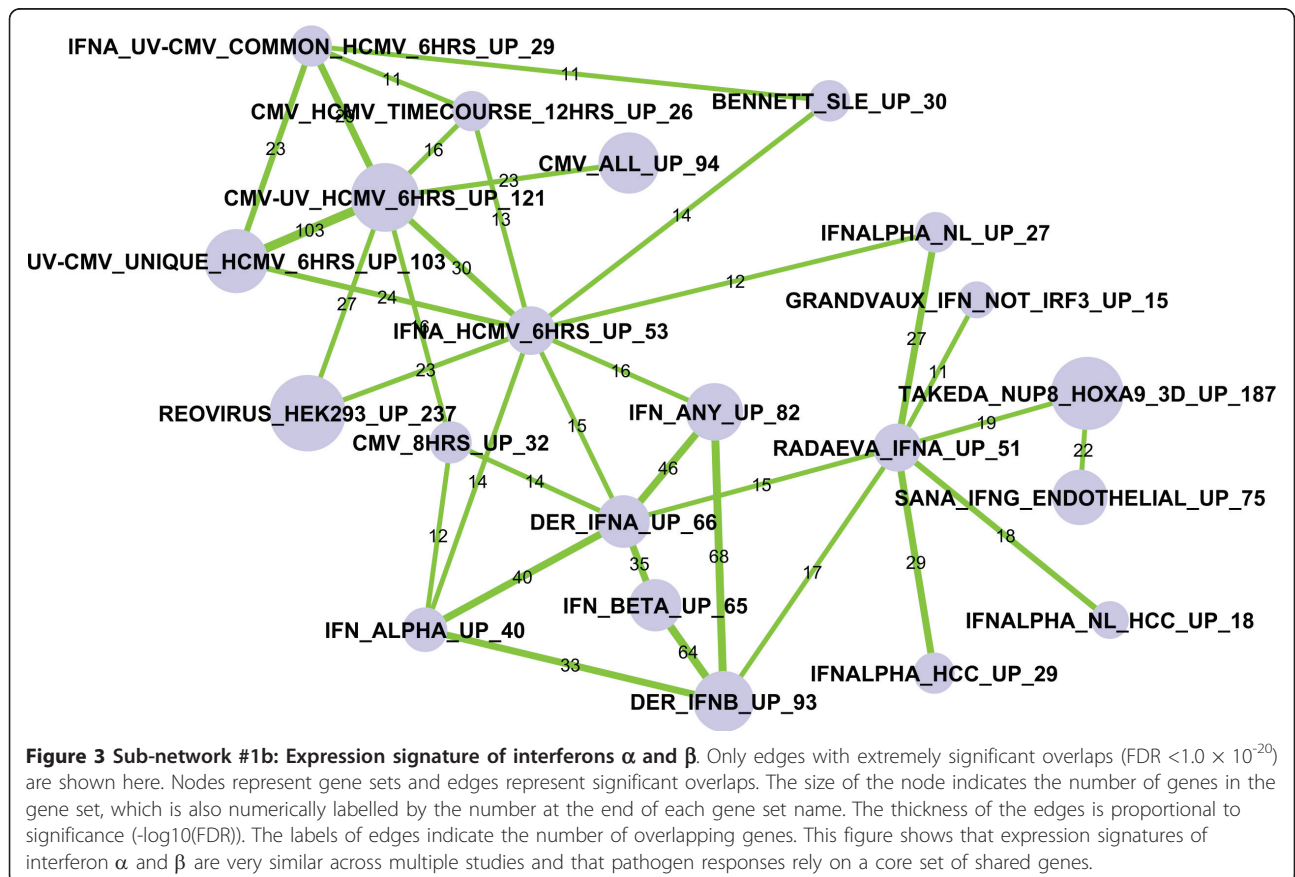 IFNA_UV-CMV_COMMON_HCMV_6HRS_UP_29
11
11
BENNETT_SLE_UP_30
CMV_HCMV_TIMECOURSE_12HRS_UP_26
23
16
CMV_ALL_UP_94
23
CMV-UV_HCMV_6HRS_UP_121
13
14
103
IFNALPHA_NL_UP_27
UV-CMV_UNIQUE_HCMV_6HRS_UP_103
30
12
24
27
GRANDVAUX_IFN_NOT_IRF3_UP_15
IFNA_HCMV_6HRS_UP_53
27
23
16
11
TAKEDA_NUP8_HOXA9_3D_UP_187
REOVIRUS_HEK293_UP_237
IFN_ANY_UP_82
19
CMV_8HRS_UP_32
15
RADAEVA_IFNA_UP_51
22
46
14
14
15
SANA_IFNG_ENDOTHELIAL_UP_75
DER_IFNA_UP_66
12
68
18
35
29
17
40
IFN_BETA_UP_65
IFNALPHA_NL_HCC_UP_18
IFN_ALPHA_UP_40
64
33
IFNALPHA_HCC_UP_29
DER_IFNB_UP_93
Figure 3 Sub-network #1b: Expression signature of interferons α and β. Only edges with extremely significant overlaps (FDR <1.0 × 10-20)
are shown here. Nodes represent gene sets and edges represent significant overlaps. The size of the node indicates the number of genes in the
gene set, which is also numerically labelled by the number at the end of each gene set name. The thickness of the edges is proportional to
significance (-log10(FDR)). The labels of edges indicate the number of overlapping genes. This figure shows that expression signatures of
interferon α and β are very similar across multiple studies and that pathogen responses rely on a core set of shared genes.